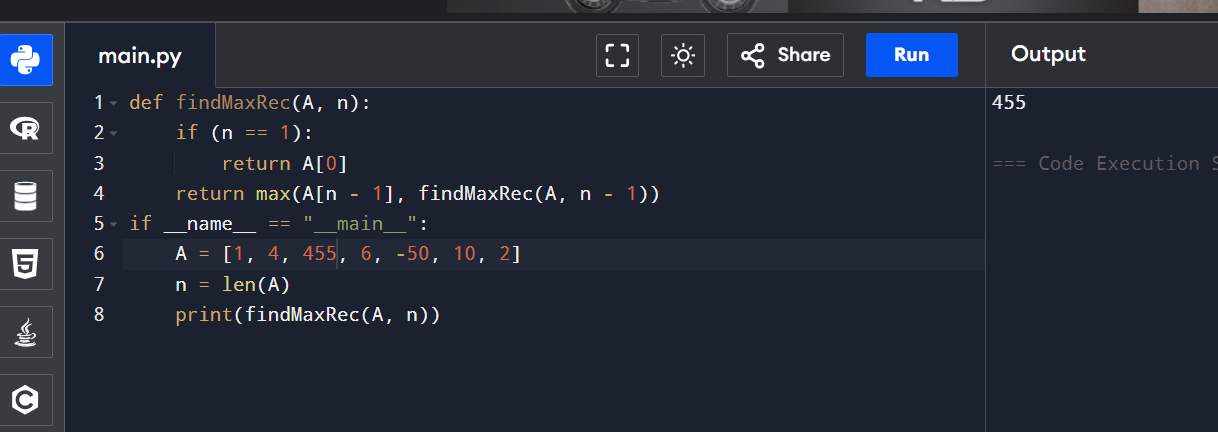 main.py
Share
Run
Output
1 def findMaxRec(A, n):
2     if (n == 1):
3         return A[0]
4     return max(A[n - 1], findMaxRec(A, n - 1))
5 if __name__ == "__main__":
6     A = [1, 4, 455, 6, -50, 10, 2]
7     n = len(A)
8     print(findMaxRec(A, n))
455
=== Code Execution S